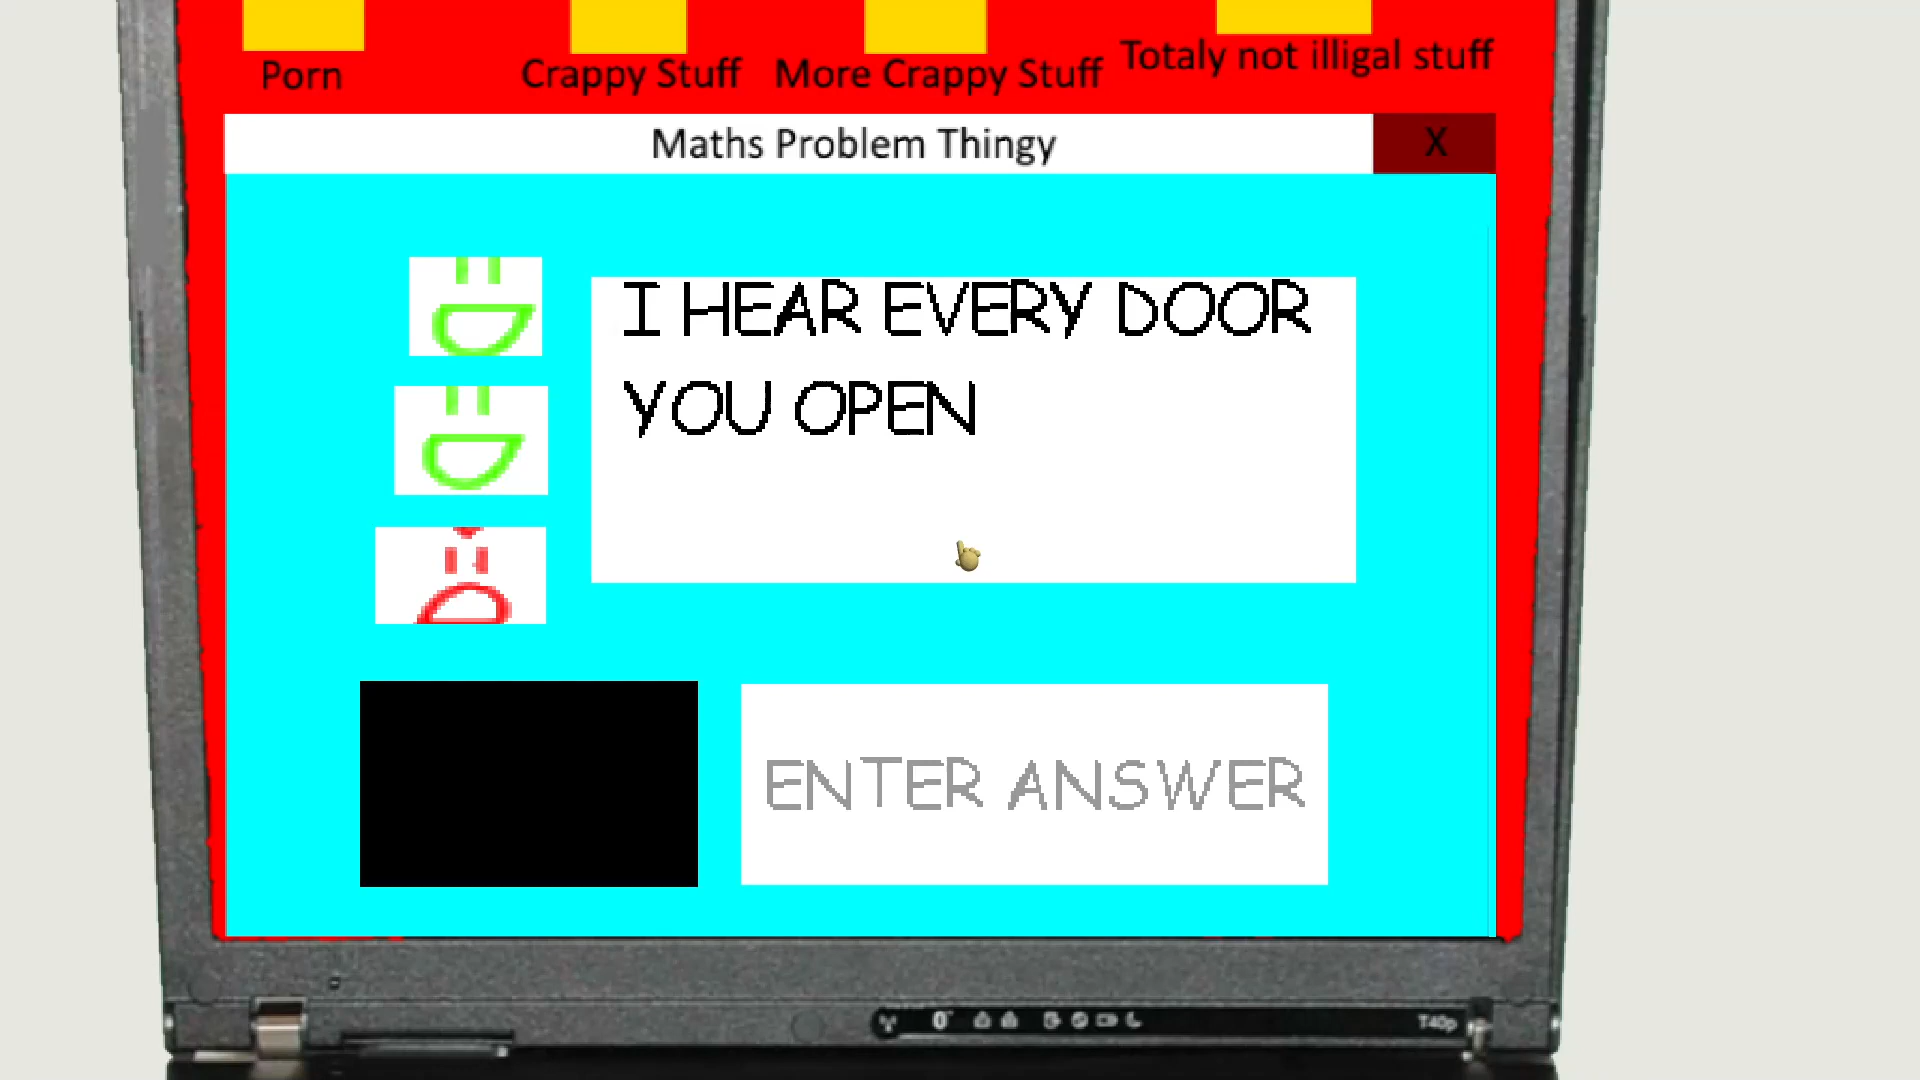 Porn
Crappy Stuff
More Crappy Stuff
Totaly not illigal stuff
Maths Problem Thingy
X
I HEAR EVERY DOOR
YOU OPEN
ENTER ANSWER
T40p